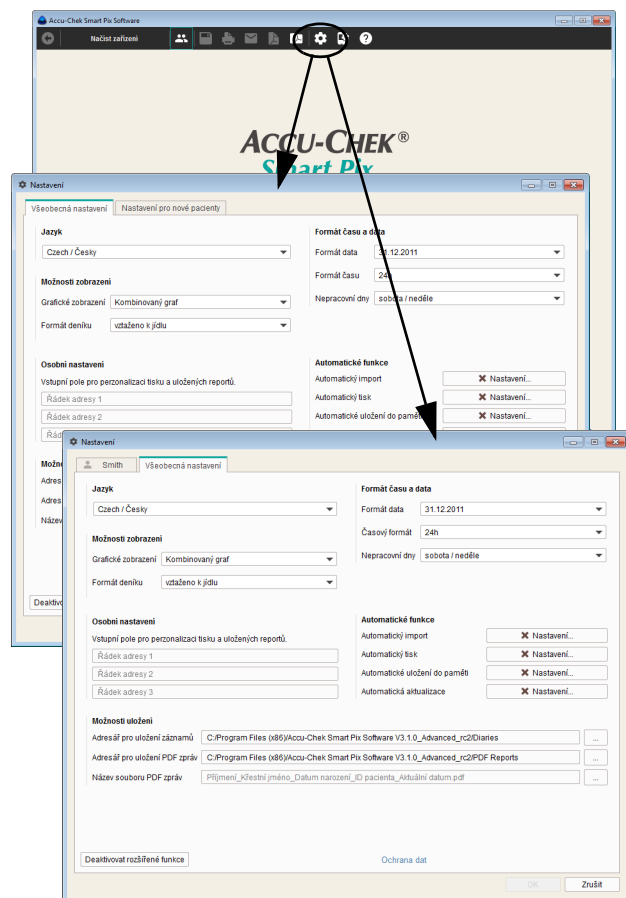 Accu-Chek Smart Pix Software
Načíst zařízení
ACCU-CHEK®
Smart Pix
Nastavení
Všeobecná nastavení Nastavení pro nové pacienty
Jazyk Formát času a data
Czech / Česky Formát data 31.12.2011
Formát času 24h
Možnosti zobrazení
Grafické zobrazení Kombinovaný graf Nepracovní dny sobota / neděle
Formát deníku vztaženo k jídlu
Osobní nastavení Automatické funkce
Vstupní pole pro perzonalizaci tisku a uložených reportů. Automatický import Nastavení...
Řádek adresy 1 Automatický tisk Nastavení...
Řádek adresy 2 Automatické uložení do paměti Nastavení...
Nastavení
Smith Všeobecná nastavení
Jazyk Formát času a data
Czech / Česky Formát data 31.12.2011
Časový formát 24h
Možnosti zobrazení
Grafické zobrazení Kombinovaný graf Nepracovní dny sobota / neděle
Formát deníku vztaženo k jídlu
Osobní nastavení Automatické funkce
Vstupní pole pro perzonalizaci tisku a uložených reportů. Automatický import Nastavení...
Řádek adresy 1 Automatický tisk Nastavení...
Řádek adresy 2 Automatické uložení do paměti Nastavení...
Řádek adresy 3 Automatická aktualizace Nastavení...
Možnosti uložení
Adresář pro uložení záznamů C:/Program Files (x86)/Accu-Chek Smart Pix Software V3.1.0_Advanced_rc2/Diaries ...
Adresář pro uložení PDF zpráv C:/Program Files (x86)/Accu-Chek Smart Pix Software V3.1.0_Advanced_rc2/PDF Reports ...
Název souboru PDF zpráv Příjmení_Křestní jméno_Datum narození_ID pacienta_Aktuální datum.pdf ...
Deaktivovat rozšířené funkce Ochrana dat
OK Zrušit